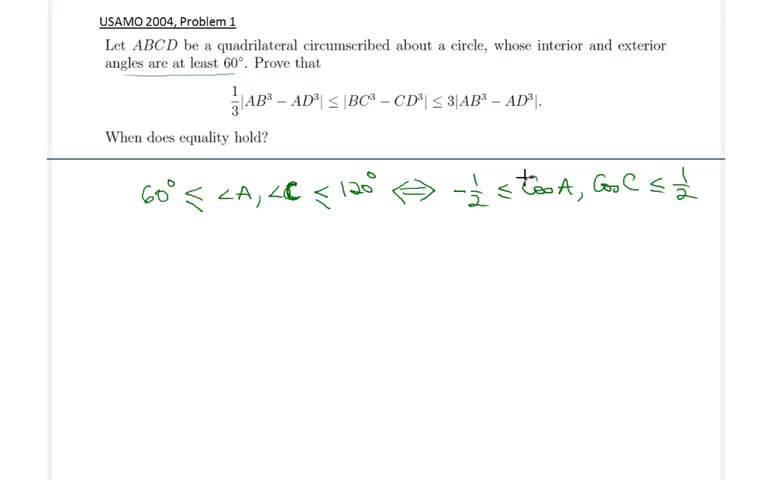 USAMO 2004, Problem 1
Let ABCD be a quadrilateral circumscribed about a circle, whose interior and exterior
angles are at least 60°. Prove that
1/3|AB³ − AD³| ≤ |BC³ − CD³| ≤ 3|AB³ − AD³|.
When does equality hold?
60° ≤ ∠A, ∠C ≤ 120° ⟺ -1/2 ≤ Cos A, Cos C ≤ 1/2